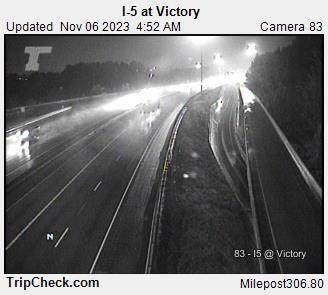 I-5 at Victory
Updated Nov 06 2023 4:52 AM Camera 83
N
83 - I5 @ Victory
TripCheck.com Milepost306.80